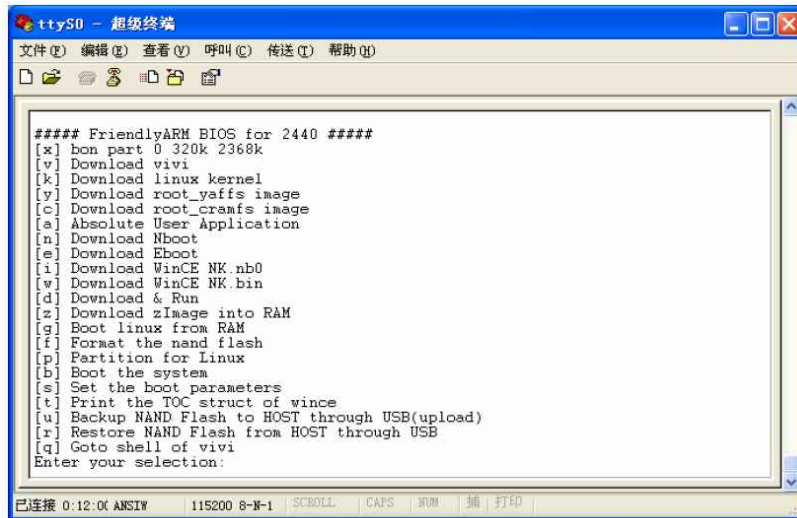 ttyS0 - 超级终端
文件(F) 编辑(E) 查看(V) 呼叫(C) 传送(T) 帮助(H)
##### FriendlyARM BIOS for 2440 #####
[x] bon part 0 320k 2368k
[v] Download vivi
[k] Download linux kernel
[y] Download root_yaffs image
[c] Download root_cramfs image
[a] Absolute User Application
[n] Download Nboot
[e] Download Eboot
[i] Download WinCE NK.nb0
[w] Download WinCE NK.bin
[d] Download & Run
[z] Download zImage into RAM
[g] Boot linux from RAM
[f] Format the nand flash
[p] Partition for Linux
[b] Boot the system
[s] Set the boot parameters
[t] Print the TOC struct of wince
[u] Backup NAND Flash to HOST through USB(upload)
[r] Restore NAND Flash from HOST through USB
[q] Goto shell of vivi
Enter your selection:
已连接 0:12:0( ANSIW 115200 8-N-1 SCROLL CAPS NUM 捕 打印